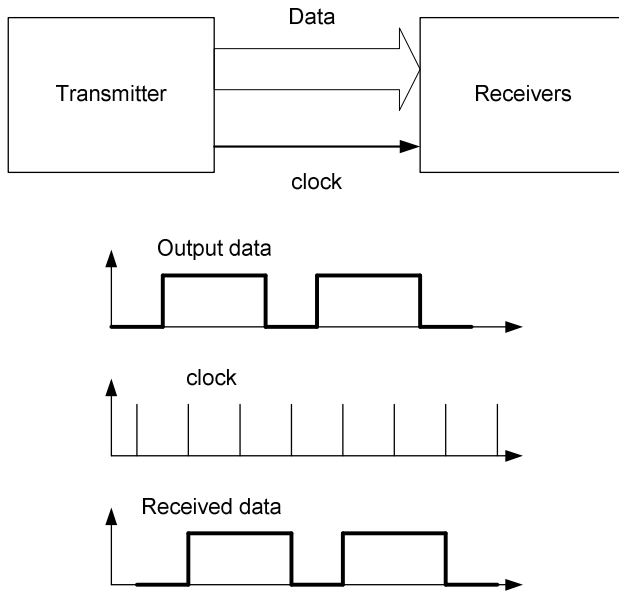 Data
Transmitter
Receivers
clock
Output data
clock
Received data